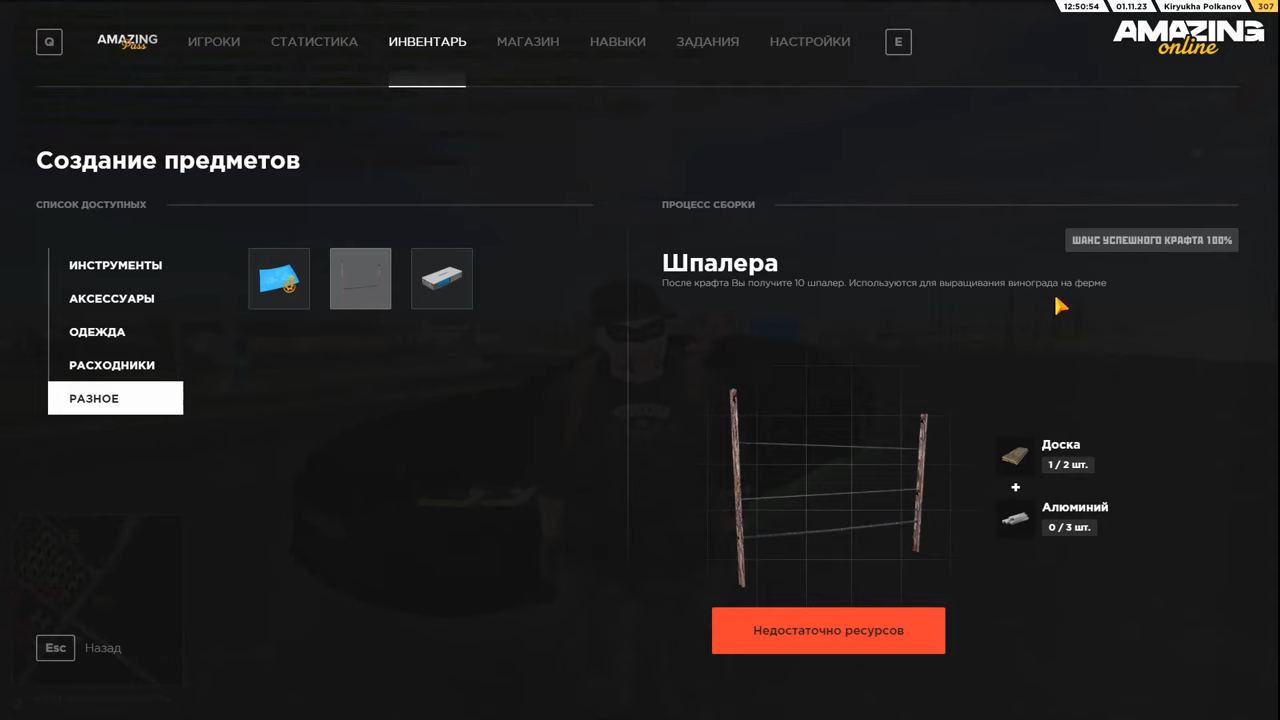 12:50:54 01.11.23 Kiryukha Polkanov 307
Q AMAZING Pass ИГРОКИ СТАТИСТИКА ИНВЕНТАРЬ МАГАЗИН НАВЫКИ ЗАДАНИЯ НАСТРОЙКИ E
AMAZING
online
Создание предметов
СПИСОК ДОСТУПНЫХ
ИНСТРУМЕНТЫ
АКСЕССУАРЫ
ОДЕЖДА
РАСХОДНИКИ
РАЗНОЕ
ПРОЦЕСС СБОРКИ
ШАНС УСПЕШНОГО КРАФТА 100%
Шпалера
После крафта Вы получите 10 шпалер. Используются для выращивания винограда на ферме
Доска
1 / 2 шт.
+
Алюминий
0 / 3 шт.
Недостаточно ресурсов
Esc Назад